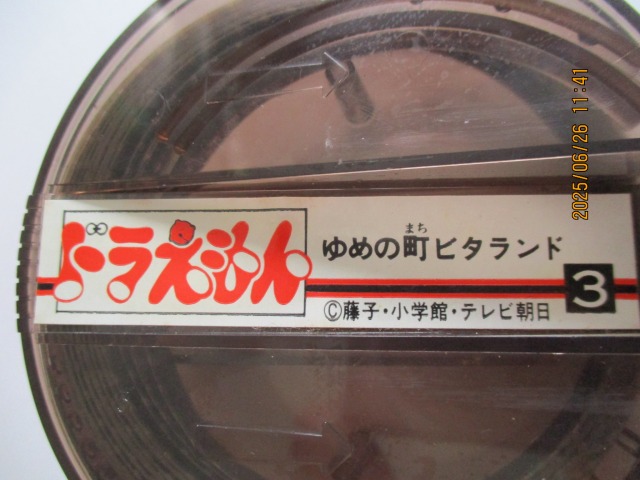 ドラえもん
ゆめの町ビタランド
まち
©藤子・小学館・テレビ朝日
3
2025/06/26 11:41